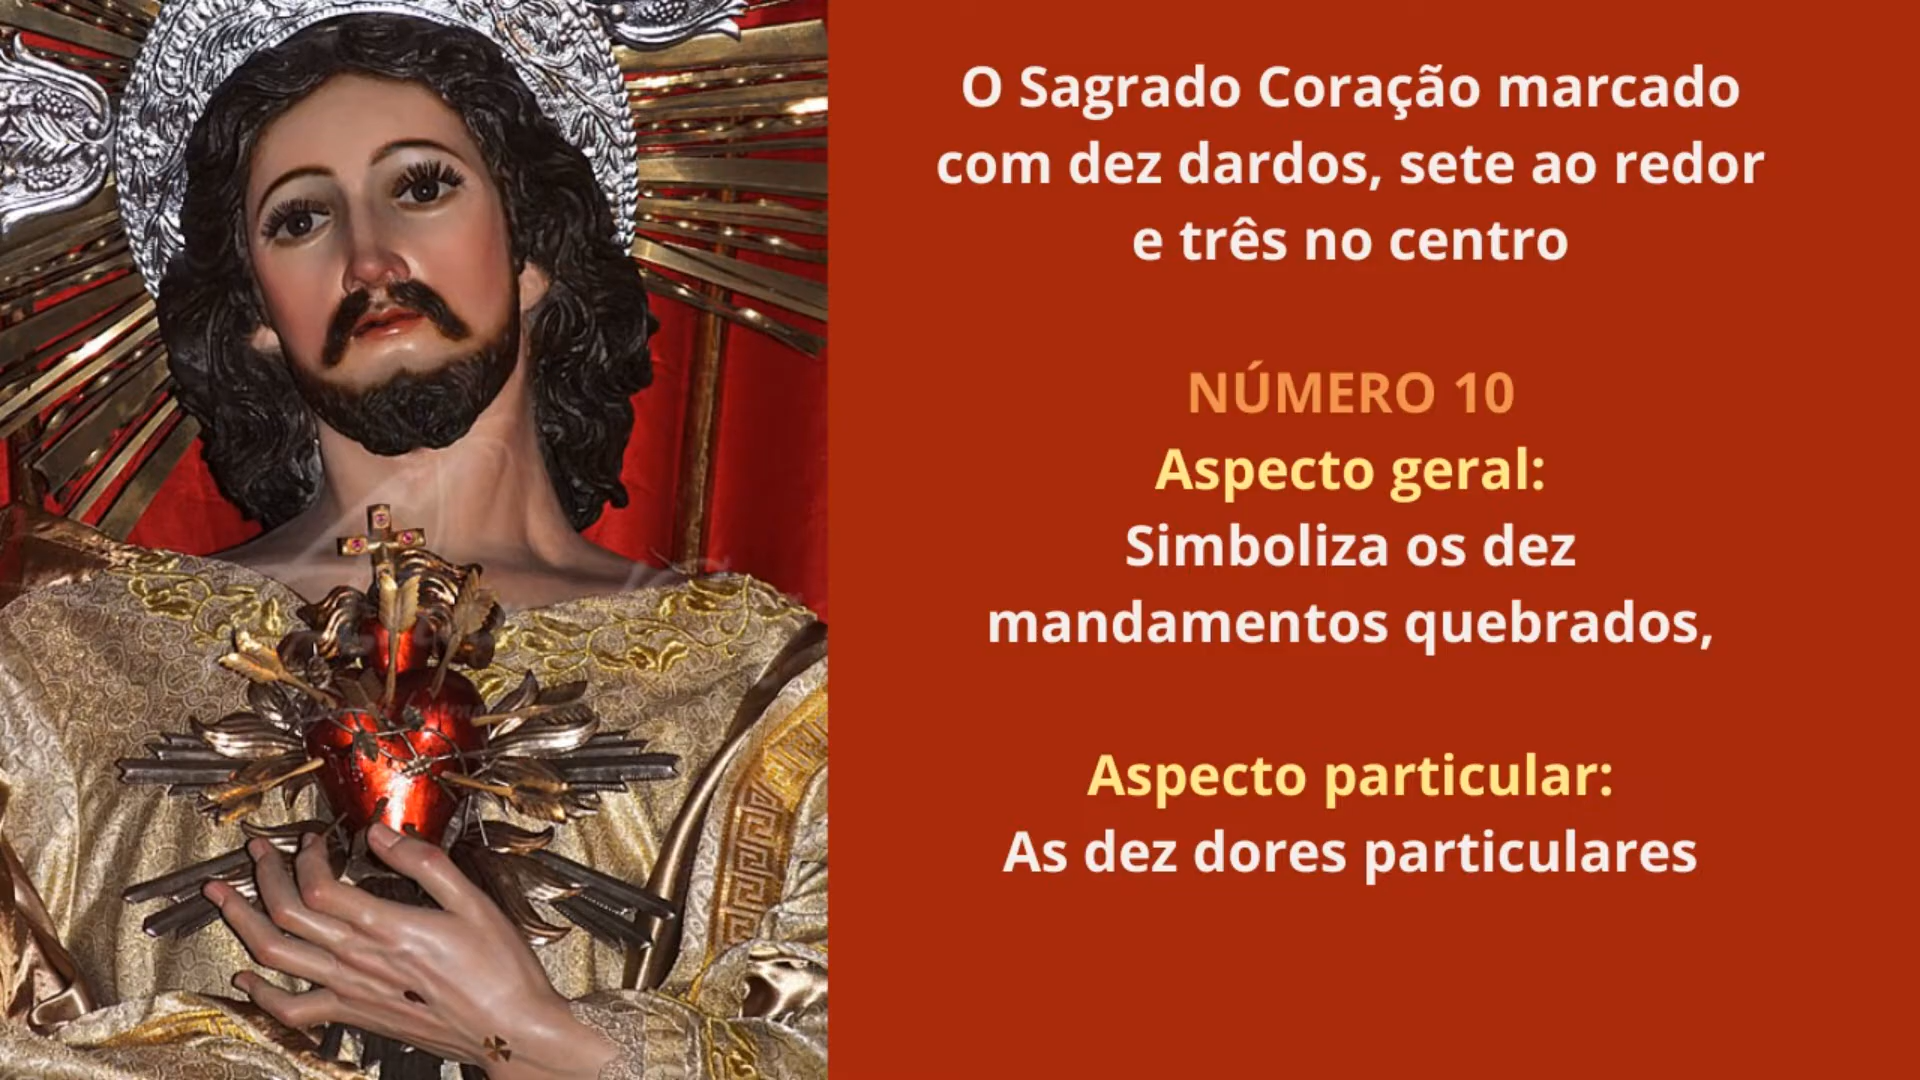 O Sagrado Coração marcado
com dez dardos, sete ao redor
e três no centro
NÚMERO 10
Aspecto geral:
Simboliza os dez
mandamentos quebrados,
Aspecto particular:
As dez dores particulares